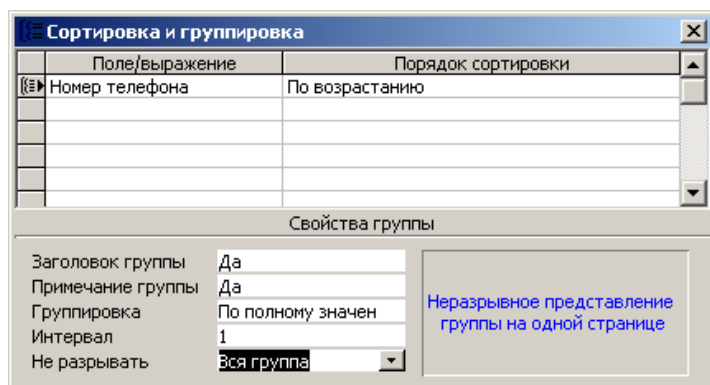 Сортировка и группировка
Поле/выражение Порядок сортировки
Номер телефона По возрастанию
Свойства группы
Заголовок группы Да
Примечание группы Да
Группировка По полному значен
Интервал 1
Не разрывать Вся группа
Неразрывное представление
группы на одной странице